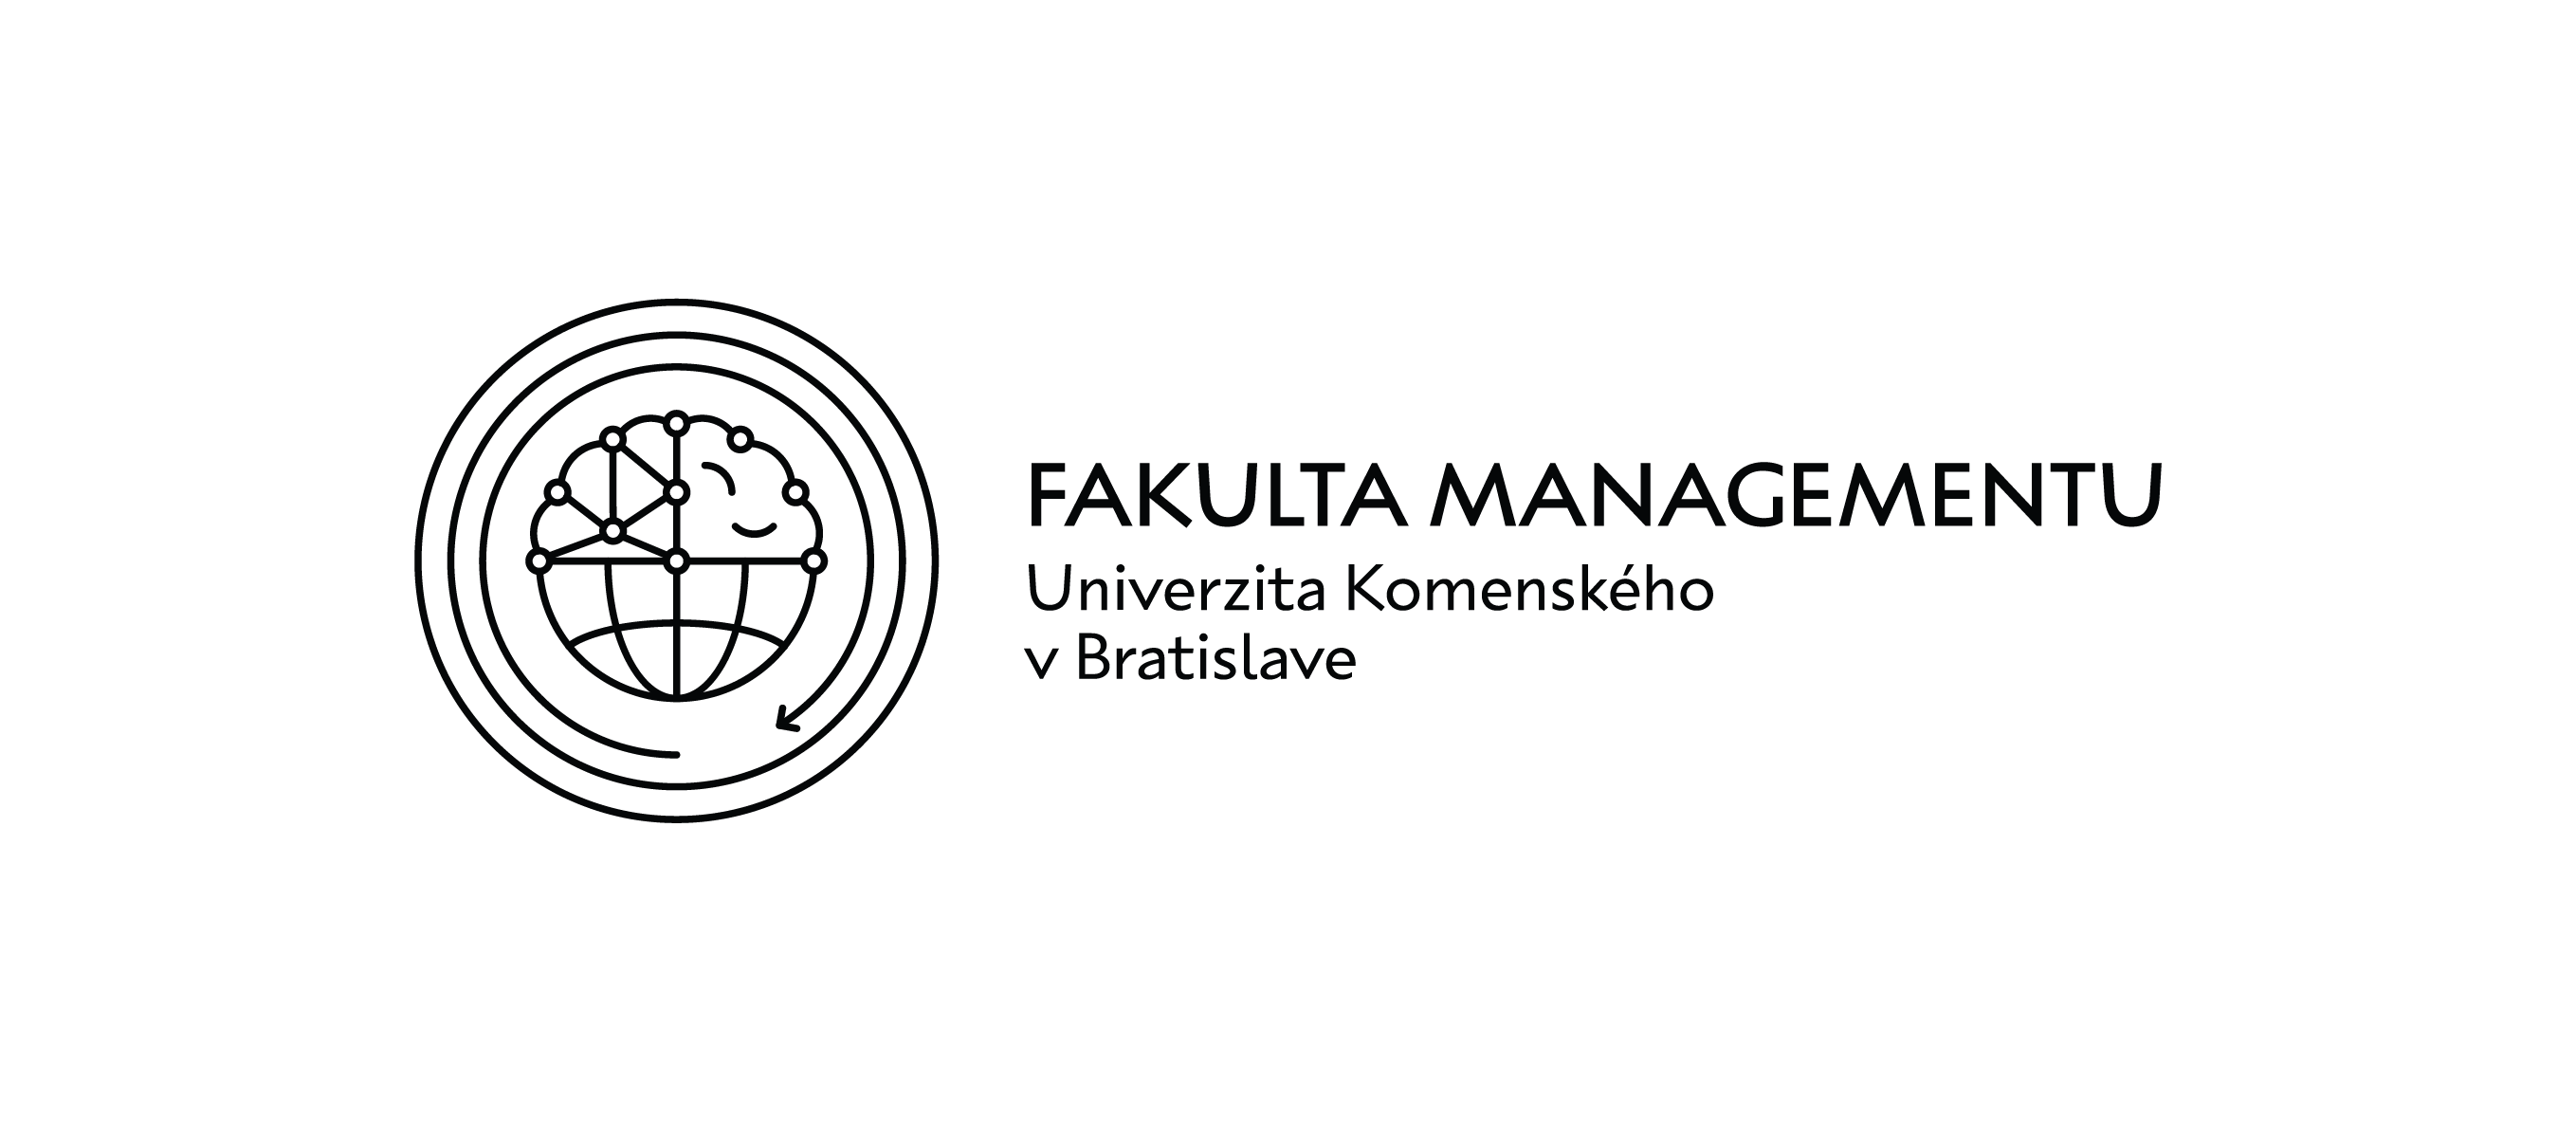 FAKULTA MANAGEMENTU
Univerzita Komenského
v Bratislave